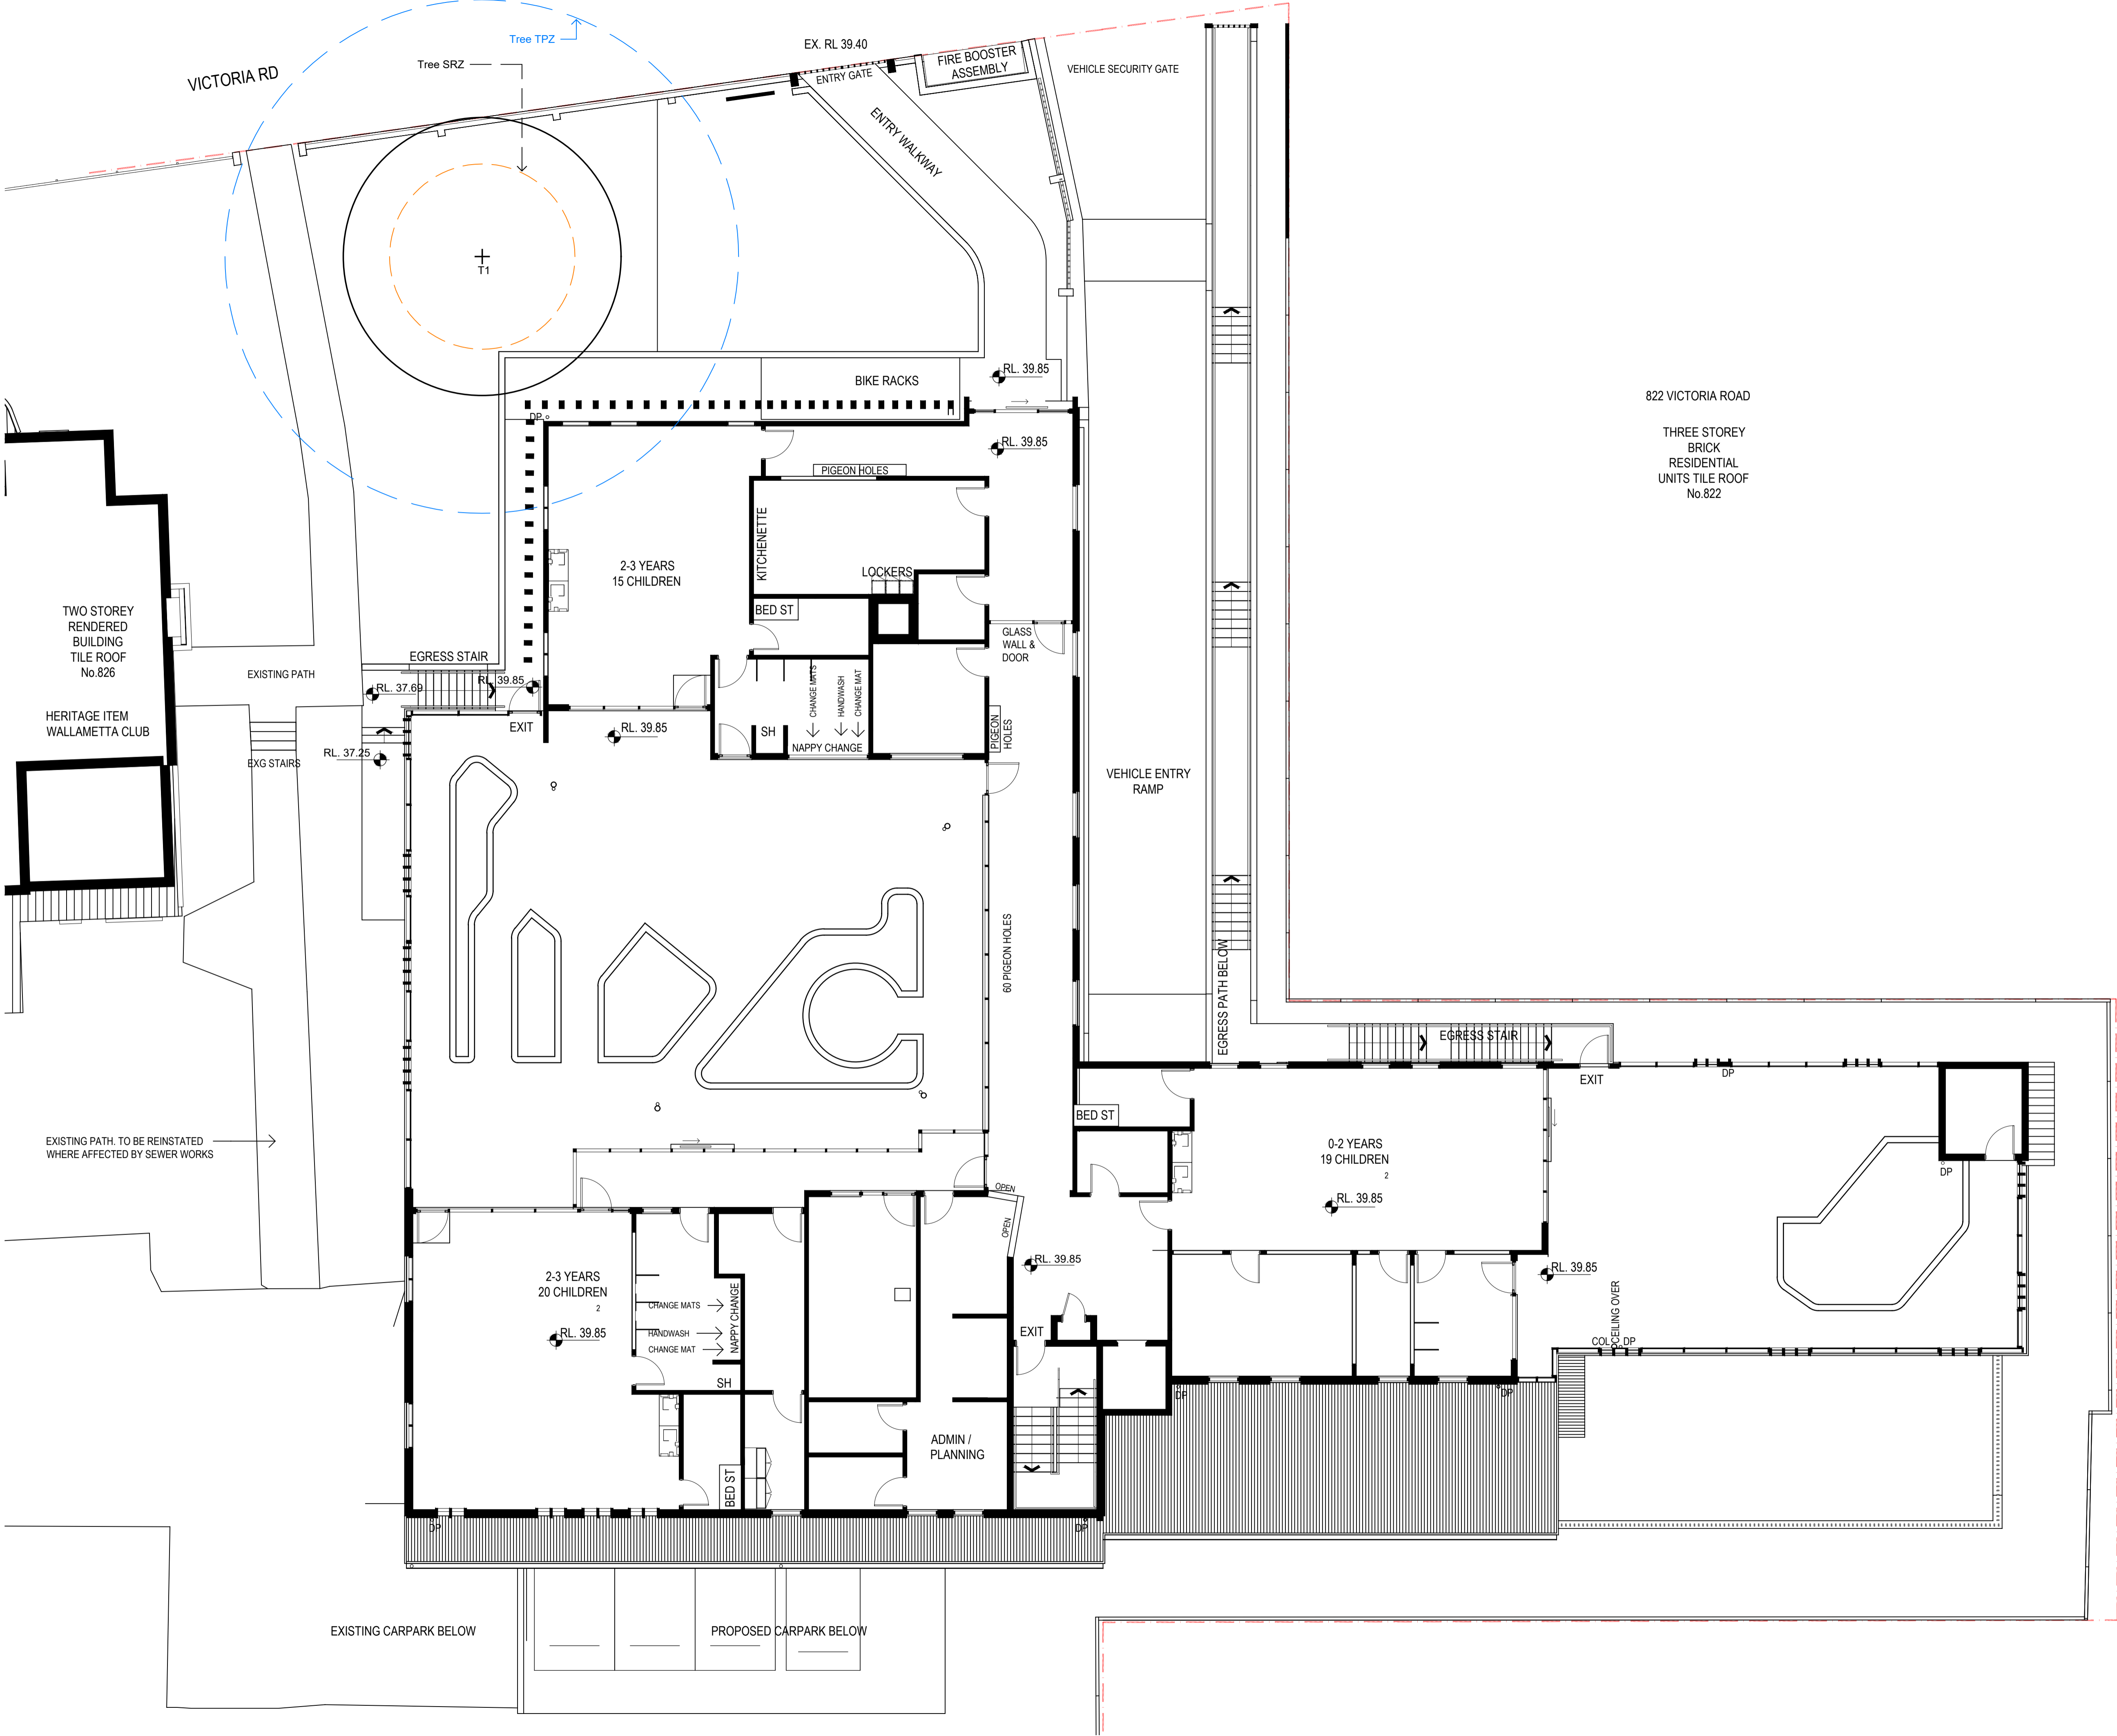 Tree TPZ
EX. RL 39.40
Tree SRZ
VICTORIA RD
FIRE BOOSTER
ASSEMBLY
ENTRY GATE
VEHICLE SECURITY GATE
ENTRY WALKWAY
T1
RL. 39.85
BIKE RACKS
DP
822 VICTORIA ROAD
THREE STOREY
BRICK
RESIDENTIAL
UNITS TILE ROOF
No.822
RL. 39.85
PIGEON HOLES
KITCHENETTE
2-3 YEARS
15 CHILDREN
LOCKERS
BED ST
TWO STOREY
RENDERED
BUILDING
TILE ROOF
No.826
GLASS
WALL &
DOOR
EGRESS STAIR
EXISTING PATH
RL. 37.69
RL. 39.85
CHANGE MATS
HANDWASH
CHANGE MAT
HERITAGE ITEM
WALLAMETTA CLUB
EXIT
RL. 39.85
SH
NAPPY CHANGE
PIGEON
HOLES
RL. 37.25
EXG STAIRS
VEHICLE ENTRY
RAMP
60 PIGEON HOLES
EGRESS PATH BELOW
EGRESS STAIR
EXIT
DP
BED ST
EXISTING PATH. TO BE REINSTATED
WHERE AFFECTED BY SEWER WORKS
0-2 YEARS
19 CHILDREN
2
RL. 39.85
DP
OPEN
OPEN
RL. 39.85
RL. 39.85
2-3 YEARS
20 CHILDREN
2
RL. 39.85
CHANGE MATS
HANDWASH
CHANGE MAT
NAPPY CHANGE
SH
EXIT
COL
CEILING OVER
DP
DP
DP
ADMIN /
PLANNING
BED ST
DP
DP
EXISTING CARPARK BELOW
PROPOSED CARPARK BELOW